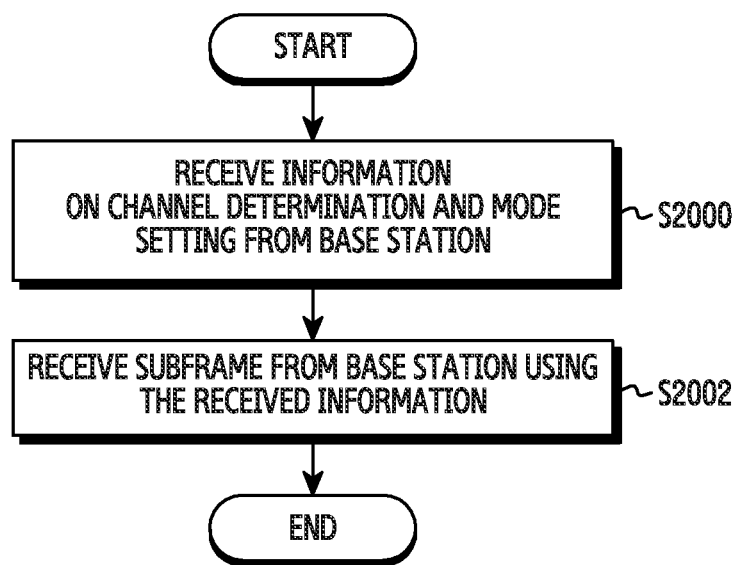 START
RECEIVE INFORMATION
ON CHANNEL DETERMINATION AND MODE
SETTING FROM BASE STATION
S2000
RECEIVE SUBFRAME FROM BASE STATION USING
THE RECEIVED INFORMATION
S2002
END